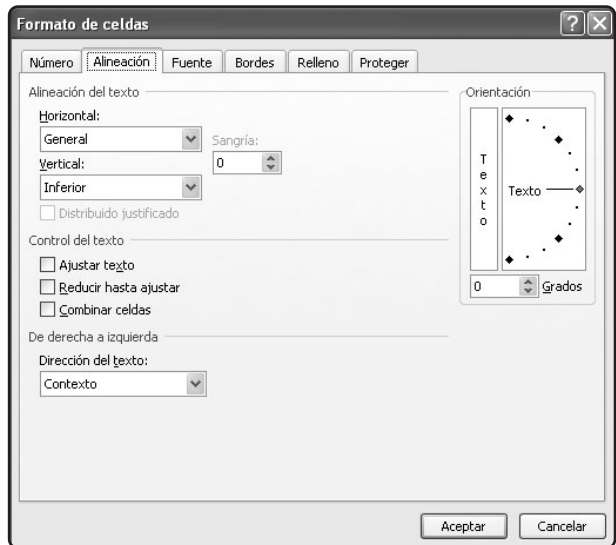 Formato de celdas
Número Alineación Fuente Bordes Relleno Proteger
Alineación del texto
Horizontal:
General
Sangría:
Vertical:
0
Inferior
Distribuido justificado
Control del texto
Ajustar texto
Reducir hasta ajustar
Combinar celdas
De derecha a izquierda
Dirección del texto:
Contexto
Orientación
Texto
Texto
0 Grados
Aceptar Cancelar